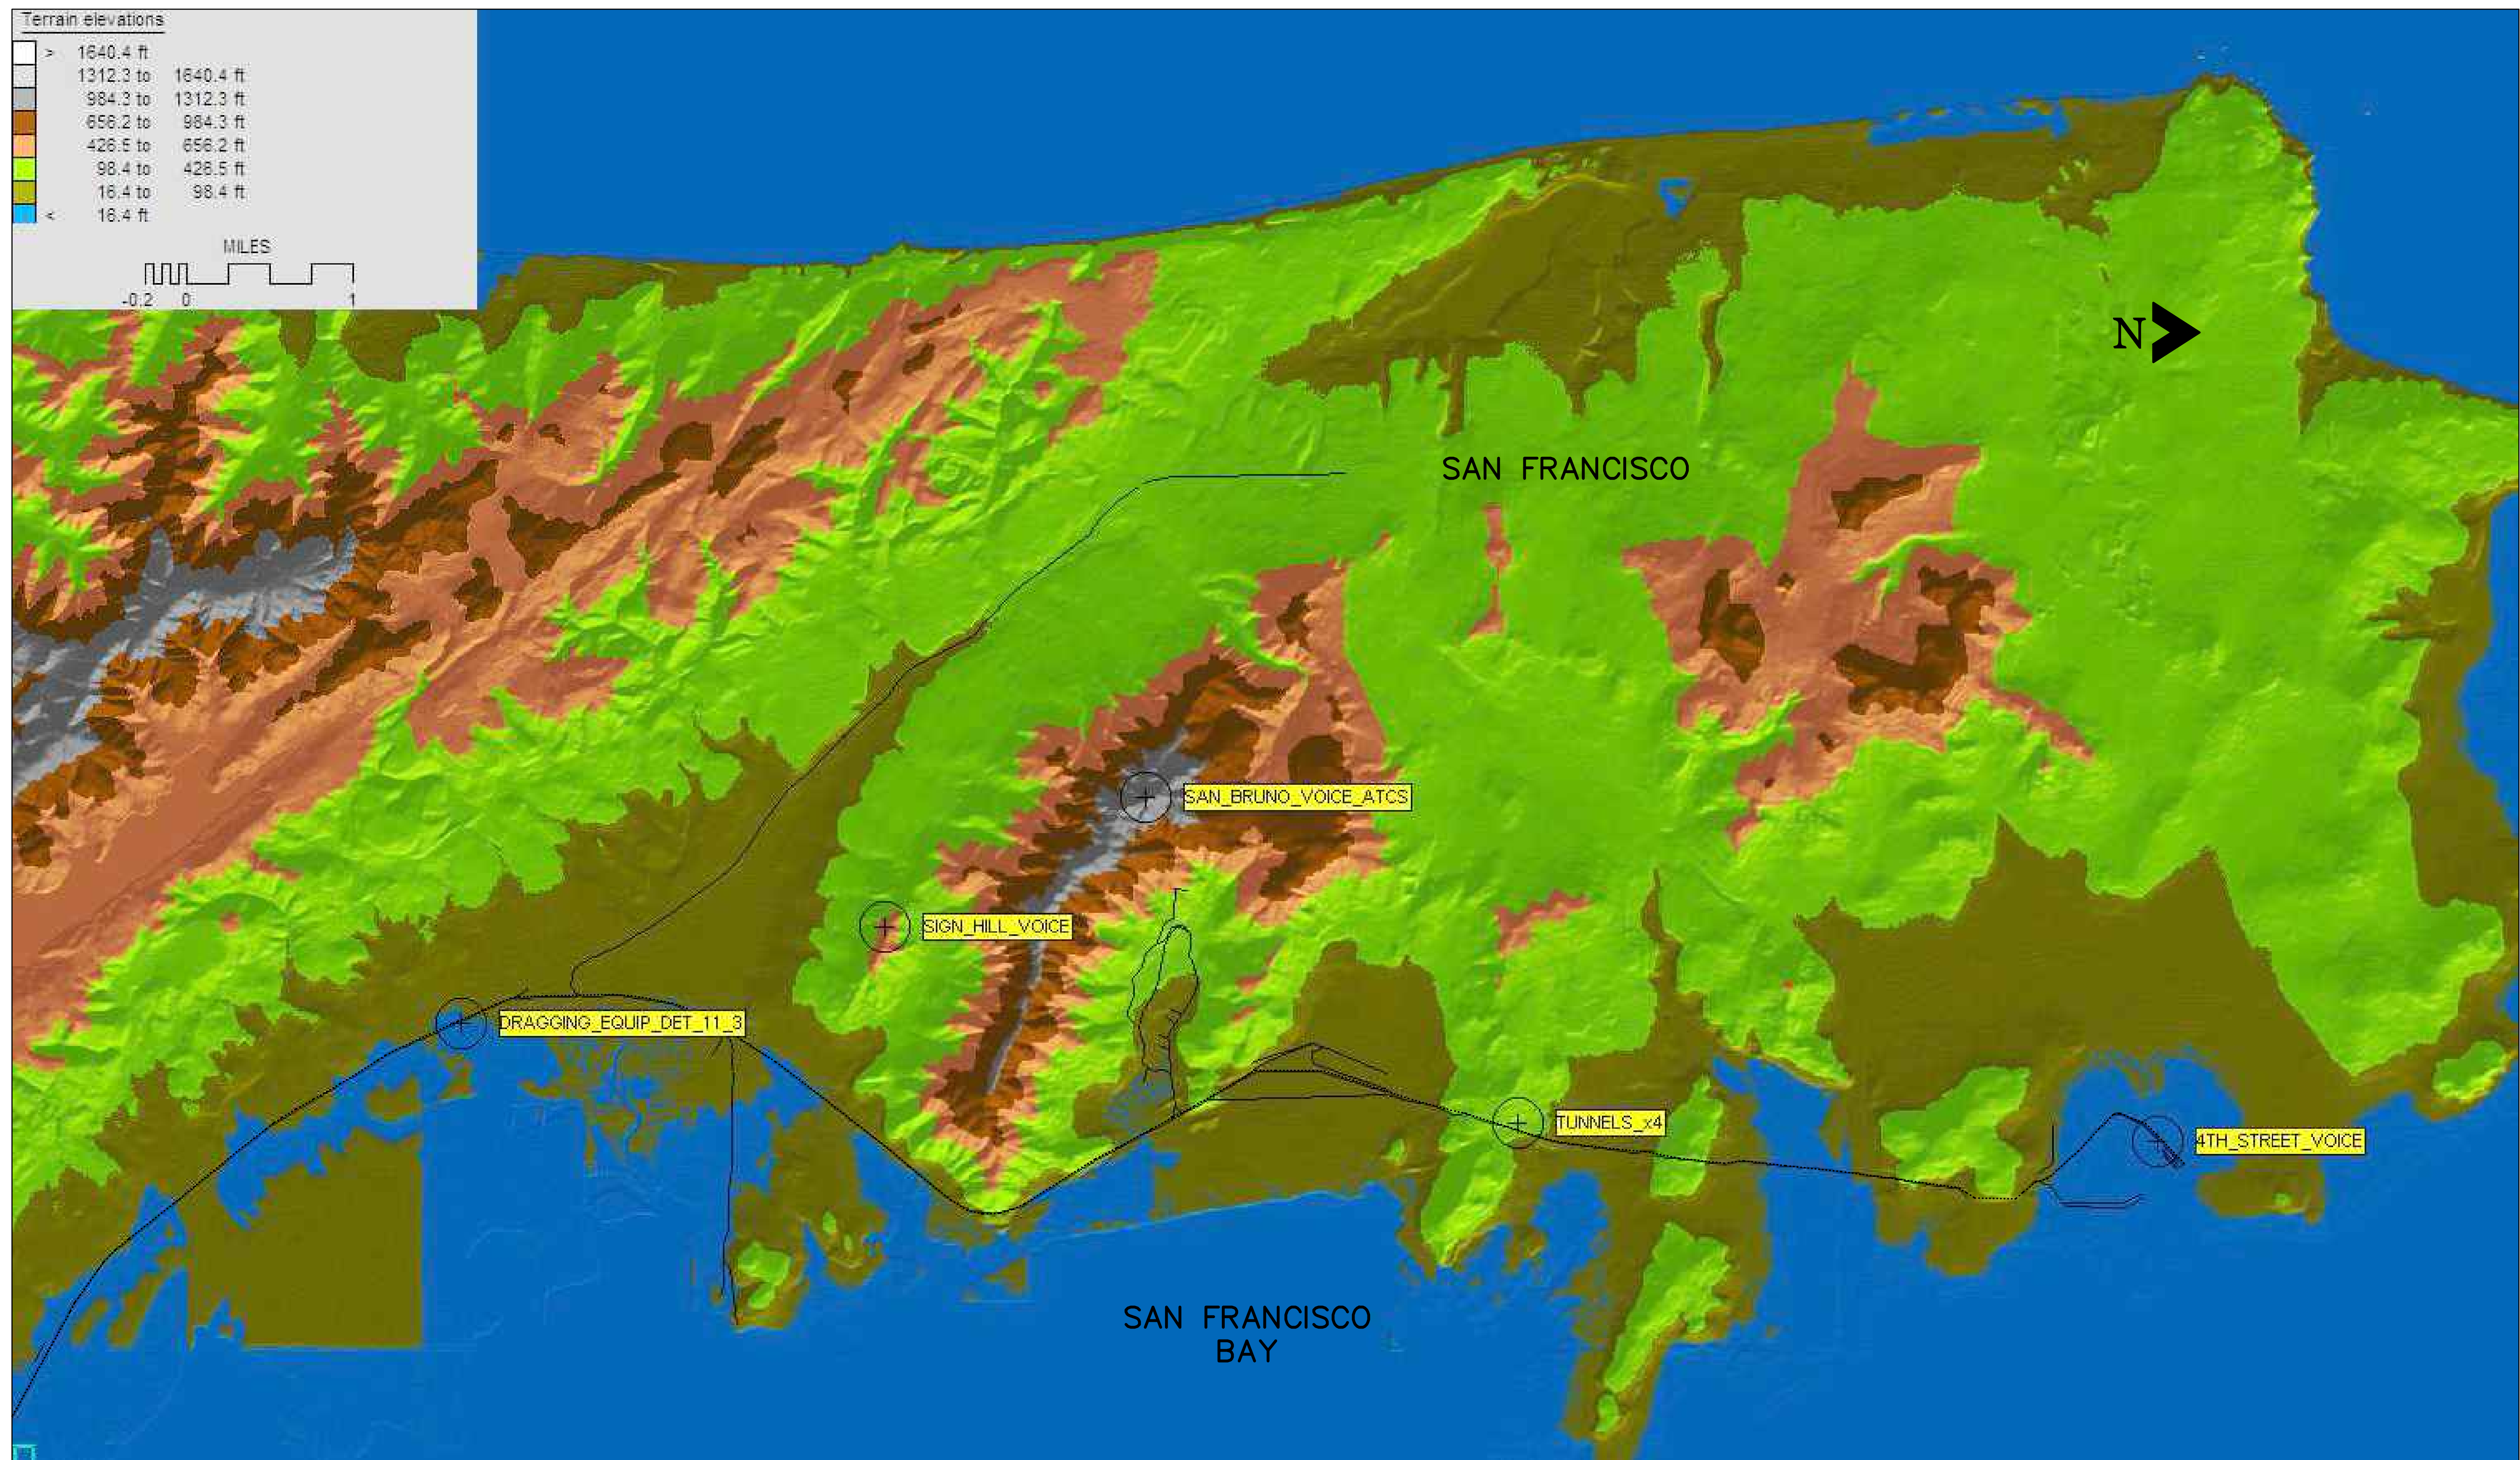 Terrain elevations
> 1640.4 ft
1312.3 to 1640.4 ft
984.3 to 1312.3 ft
656.2 to 984.3 ft
426.5 to 656.2 ft
98.4 to 426.5 ft
16.4 to 98.4 ft
< 16.4 ft
MILES
-0.2 0 1
N
SAN FRANCISCO
SAN_BRUNO_VOICE_ATCS
SIGN_HILL_VOICE
DRAGGING_EQUIP_DET_11_3
TUNNELS_x4
4TH_STREET_VOICE
SAN FRANCISCO
BAY